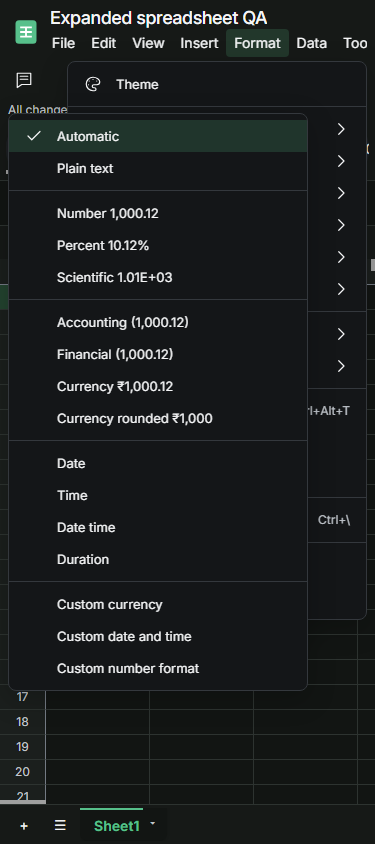 Expanded spreadsheet QA
File Edit View Insert Format Data Too
Theme
All change
Automatic
Plain text
Number 1,000.12
Percent 10.12%
Scientific 1.01E+03
Accounting (1,000.12)
Financial (1,000.12)
Currency ₹1,000.12
Currency rounded ₹1,000
rl+Alt+T
Date
Time
Date time
Ctrl+\
Duration
Custom currency
Custom date and time
Custom number format
17
18
19
20
21
+ ☰ Sheet1